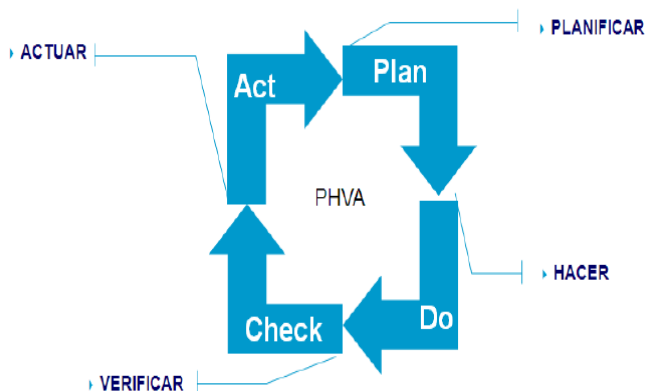 PLANIFICAR
ACTUAR
Act
Plan
PHVA
HACER
Check
Do
VERIFICAR